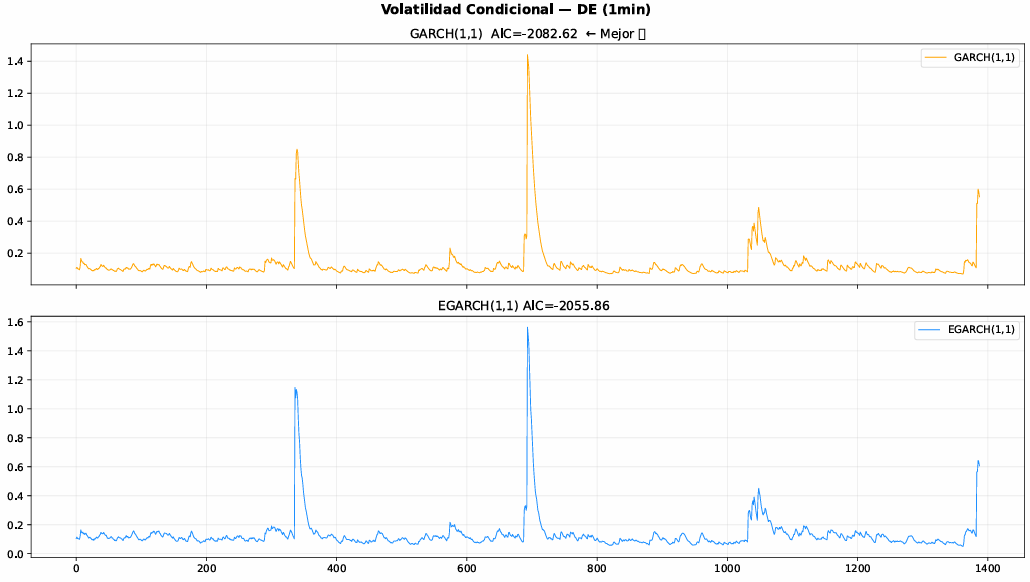 Volatilidad Condicional — DE (1min)
GARCH(1,1) AIC=-2082.62 ← Mejor
GARCH(1,1)
1.4
1.2
1.0
0.8
0.6
0.4
0.2
EGARCH(1,1) AIC=-2055.86
EGARCH(1,1)
1.6
1.4
1.2
1.0
0.8
0.6
0.4
0.2
0.0
0 200 400 600 800 1000 1200 1400